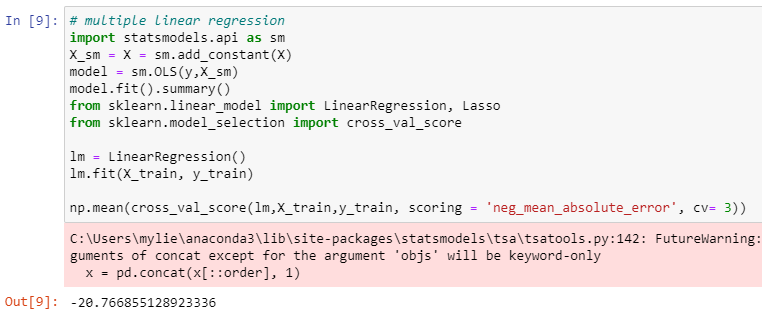 In [9]: # multiple linear regression
import statsmodels.api as sm
X_sm = X = sm.add_constant(X)
model = sm.OLS(y,X_sm)
model.fit().summary()
from sklearn.linear_model import LinearRegression, Lasso
from sklearn.model_selection import cross_val_score
lm = LinearRegression()
lm.fit(X_train, y_train)
np.mean(cross_val_score(lm,X_train,y_train, scoring = 'neg_mean_absolute_error', cv= 3))
C:\Users\mylie\anaconda3\lib\site-packages\statsmodels\tsa\tsatools.py:142: FutureWarning:
guments of concat except for the argument 'objs' will be keyword-only
x = pd.concat(x[::order], 1)
Out[9]: -20.766855128923336